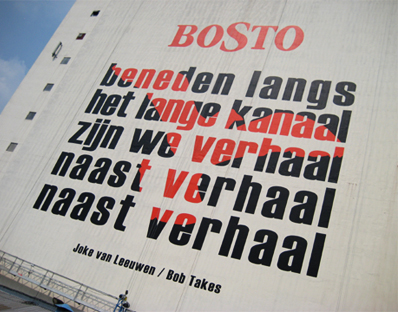 BOSTO
beneden langs
het lange kanaal
zijn we verhaal
naast verhaal
naast verhaal
Joke van Leeuwen / Bob Takes